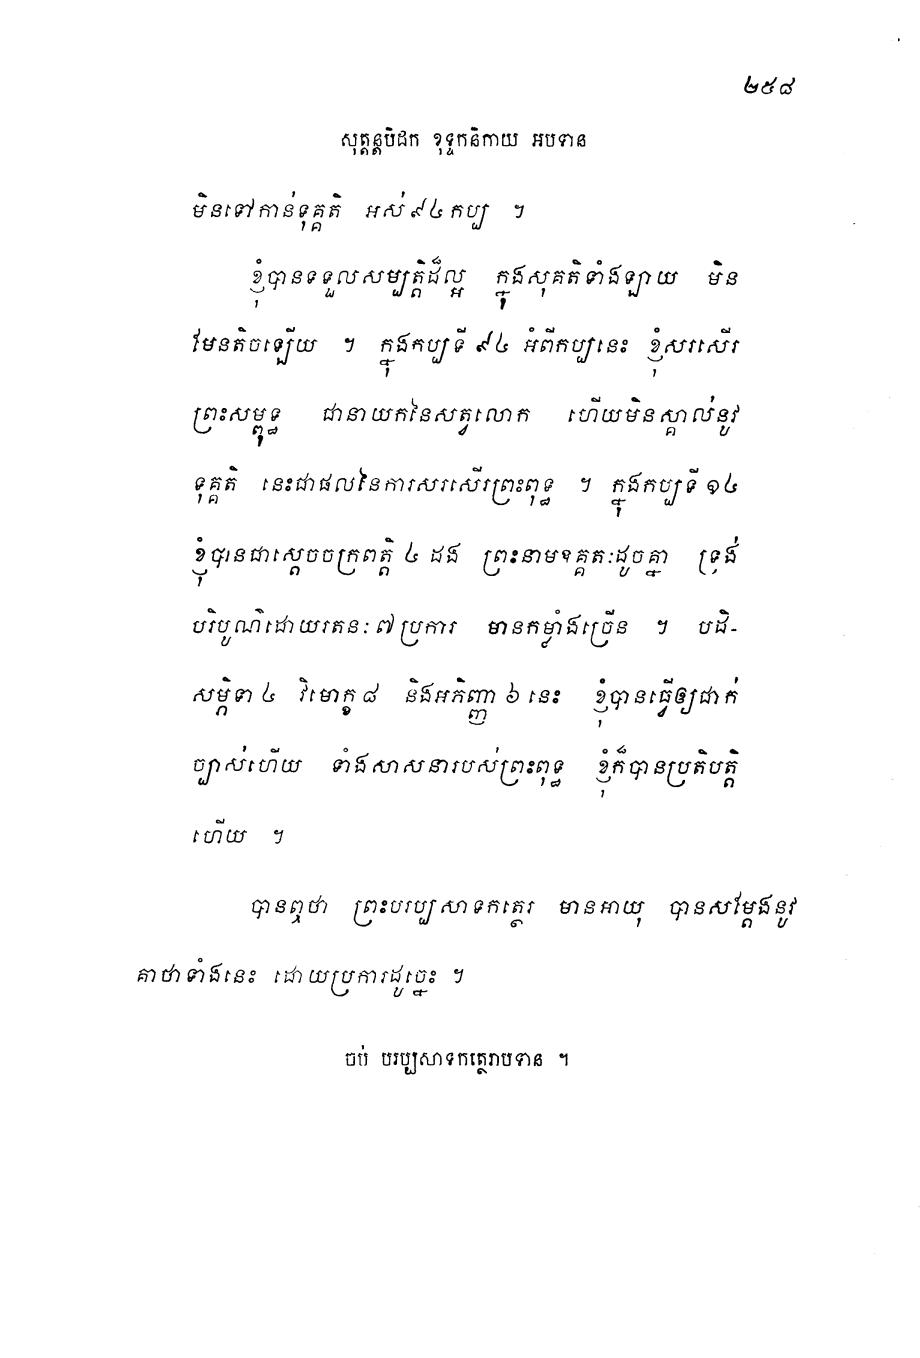 ២៥៨
សុត្តន្តបិដក ខុទ្ទកនិកាយ អបទាន
មិនទៅកាន់ទុគ្គតិ អស់ ៩៤ កប្ប ។
ខ្ញុំបានទទួលសម្បត្តិដ៏ល្អ ក្នុងសុគតិទាំងឡាយ មិន
មែនតិចឡើយ ។ ក្នុងកប្បទី ៩៤ អំពីកប្បនេះ ខ្ញុំសរសើរ
ព្រះសម្ពុទ្ធ ជានាយកនៃសត្វលោក ហើយមិនស្គាល់នូវ
ទុគ្គតិ នេះជាផលនៃការសរសើរព្រះពុទ្ធ ។ ក្នុងកប្បទី ១៤
ខ្ញុំបានជាស្តេចចក្រពត្តិ ៤ ដង ព្រះនាមឧគ្គតៈដូចគ្នា ទ្រង់
បរិបូណ៌ដោយរតនៈ ៧ ប្រការ មានកម្លាំងច្រើន ។ បដិ-
សម្ភិទា ៤ វិមោក្ខ ៨ និងអភិញ្ញា ៦ នេះ ខ្ញុំបានធ្វើឲ្យជាក់
ច្បាស់ហើយ ទាំងសាសនារបស់ព្រះពុទ្ធ ខ្ញុំក៏បានប្រតិបត្តិ
ហើយ ។
បានឮថា ព្រះបរប្បសាទកត្ថេរ មានអាយុ បានសម្តែងនូវ
គាថាទាំងនេះ ដោយប្រការដូច្នេះ ។
ចប់ បរប្បសាទកត្ថេរាបទាន ។